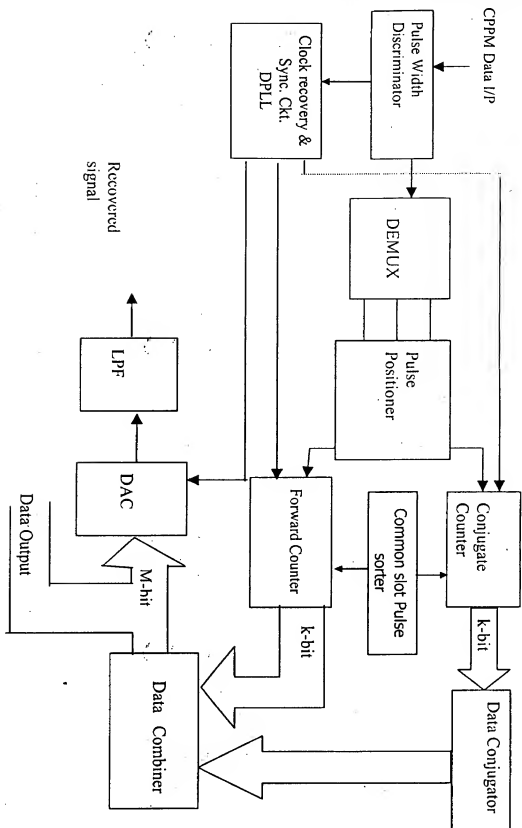 CPPM Data I/P
Pulse Width
Discriminator
Clock recovery &
Sync. Ckt.
DPLL
DEMUX
Pulse
Positioner
Conjugate
Counter
Common slot Pulse
sorter
Forward Counter
k-bit
k-bit
Data Conjugator
Data Combiner
M-bit
Data Output
DAC
LPF
Recovered
signal